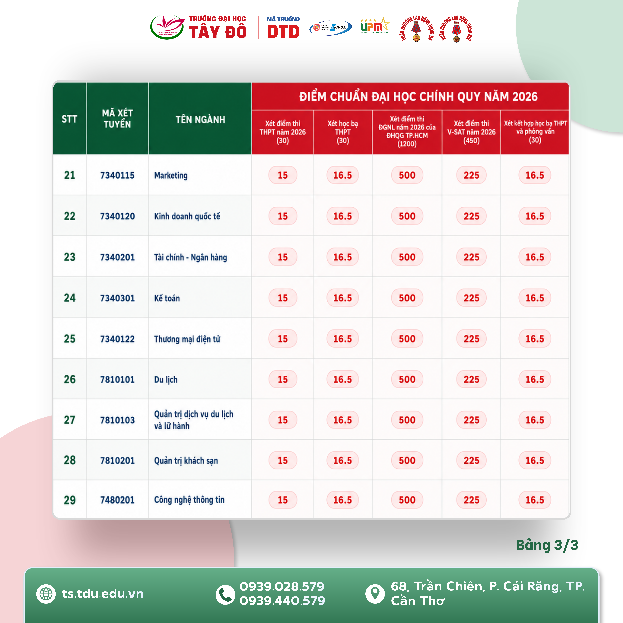 TRƯỜNG ĐẠI HỌC
TÂY ĐÔ
MÃ TRƯỜNG
DTD
UPM
STT
MÃ XÉT TUYỂN
TÊN NGÀNH
ĐIỂM CHUẨN ĐẠI HỌC CHÍNH QUY NĂM 2026
Xét điểm thi THPT năm 2026 (30)
Xét học bạ THPT (30)
Xét điểm thi ĐGNL năm 2026 của ĐHQG TP.HCM (1200)
Xét điểm thi V-SAT năm 2026 (450)
Xét kết hợp học bạ THPT và phỏng vấn (30)
21 7340115 Marketing 15 16.5 500 225 16.5
22 7340120 Kinh doanh quốc tế 15 16.5 500 225 16.5
23 7340201 Tài chính - Ngân hàng 15 16.5 500 225 16.5
24 7340301 Kế toán 15 16.5 500 225 16.5
25 7340122 Thương mại điện tử 15 16.5 500 225 16.5
26 7810101 Du lịch 15 16.5 500 225 16.5
27 7810103 Quản trị dịch vụ du lịch và lữ hành 15 16.5 500 225 16.5
28 7810201 Quản trị khách sạn 15 16.5 500 225 16.5
29 7480201 Công nghệ thông tin 15 16.5 500 225 16.5
Bảng 3/3
ts.tdu.edu.vn
0939.028.579
0939.440.579
68, Trần Chiên, P. Cái Răng, TP.
Cần Thơ